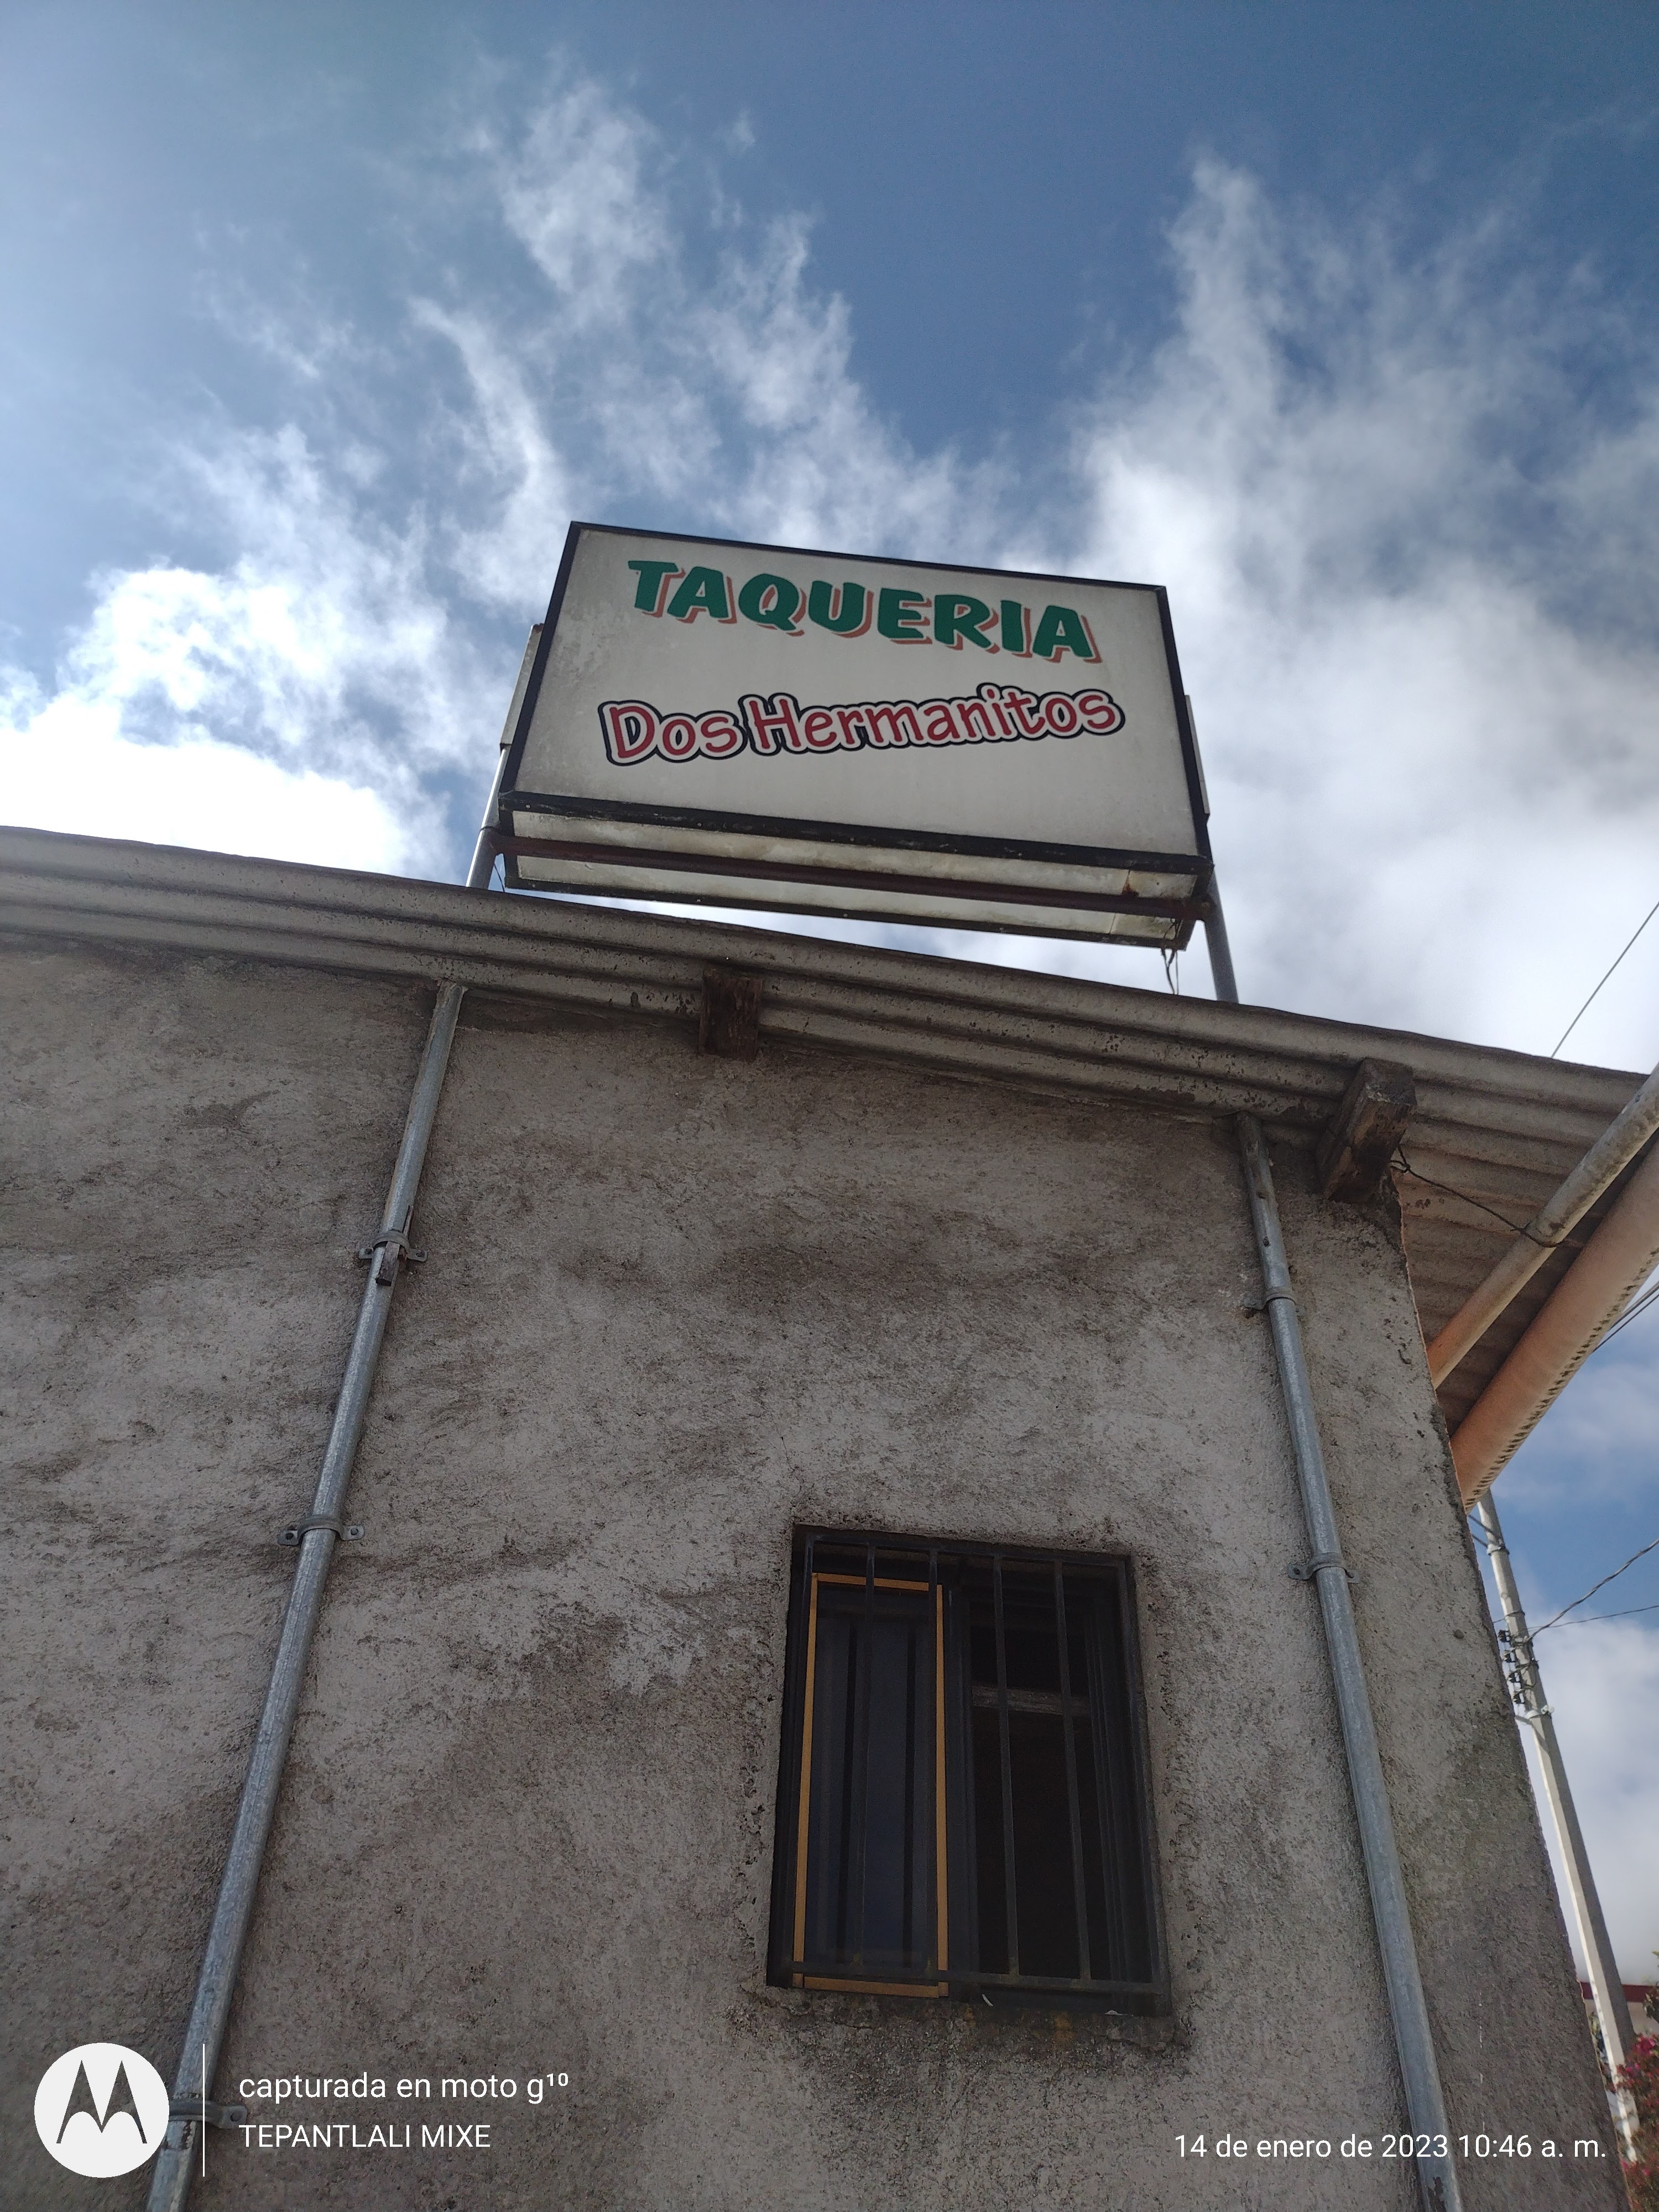 TAQUERIA
Dos Hermanitos
capturada en moto g¹⁰
TEPANTLALI MIXE
14 de enero de 2023 10:46 a. m.